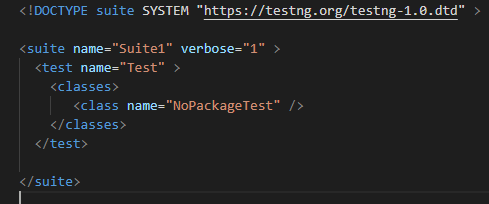 <!DOCTYPE suite SYSTEM "https://testng.org/testng-1.0.dtd" >
<suite name="Suite1" verbose="1" >
<test name="Test" >
<classes>
<class name="NoPackageTest" />
</classes>
</test>
</suite>